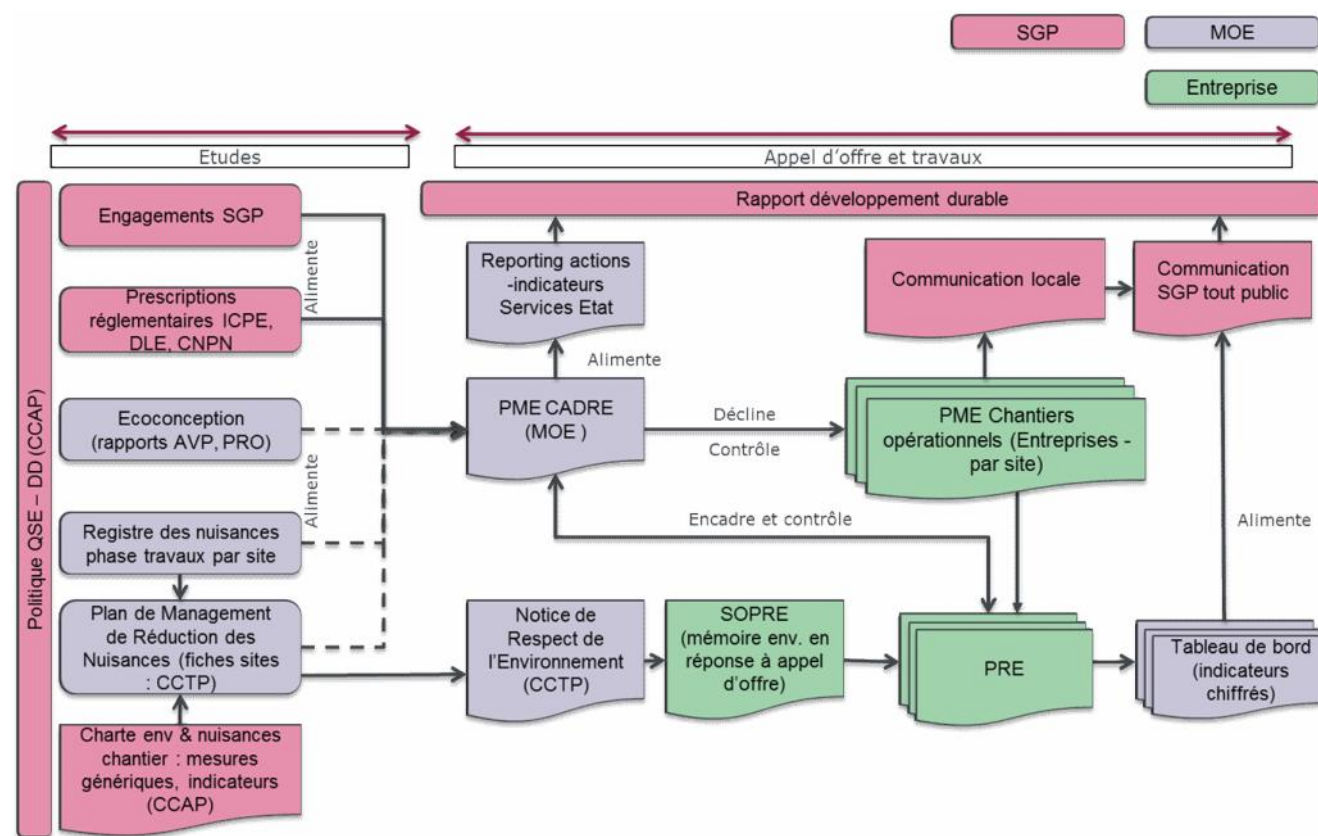 SGP
MOE
Entreprise
Etudes
Appel d'offre et travaux
Politique QSE – DD (CCAP)
Rapport développement durable
Engagements SGP
Alimente
Prescriptions
réglementaires ICPE,
DLE, CNPN
Ecoconception
(rapports AVP, PRO)
Alimente
Registre des nuisances
phase travaux par site
Plan de Management
de Réduction des
Nuisances (fiches sites
: CCTP)
Charte env & nuisances
chantier : mesures
génériques, indicateurs
(CCAP)
Reporting actions
-indicateurs
Services Etat
Alimente
PME CADRE
(MOE )
Décline
Contrôle
Communication locale
Communication
SGP tout public
PME Chantiers
opérationnels (Entreprises -
par site)
Encadre et contrôle
Alimente
Notice de
Respect de
l'Environnement
(CCTP)
SOPRE
(mémoire env. en
réponse à appel
d'offre)
PRE
Tableau de bord
(indicateurs
chiffrés)